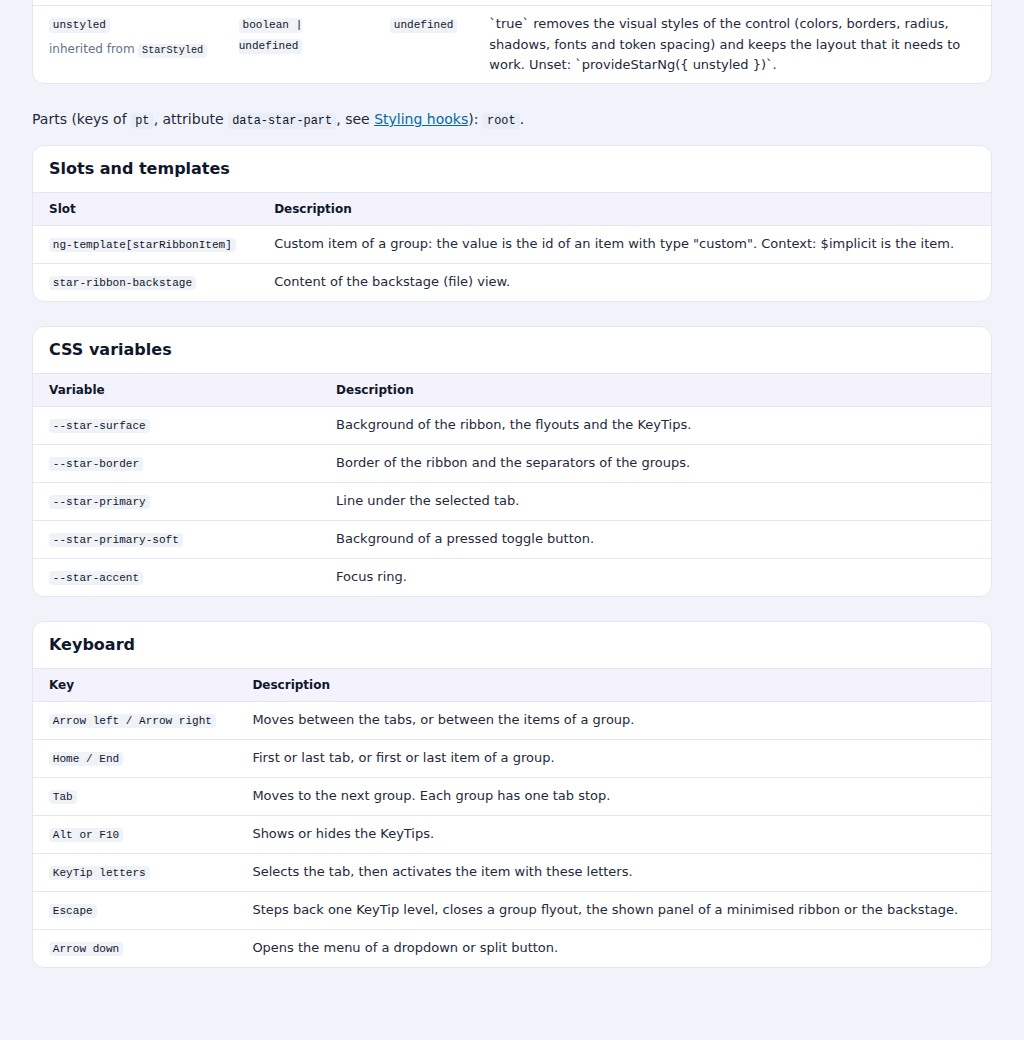 unstyled boolean | undefined `true` removes the visual styles of the control (colors, borders, radius,
inherited from StarStyled undefined shadows, fonts and token spacing) and keeps the layout that it needs to
work. Unset: `provideStarNg({ unstyled })`.
Parts (keys of pt, attribute data-star-part, see Styling hooks): root.
Slots and templates
Slot Description
ng-template[starRibbonItem] Custom item of a group: the value is the id of an item with type "custom". Context: $implicit is the item.
star-ribbon-backstage Content of the backstage (file) view.
CSS variables
Variable Description
--star-surface Background of the ribbon, the flyouts and the KeyTips.
--star-border Border of the ribbon and the separators of the groups.
--star-primary Line under the selected tab.
--star-primary-soft Background of a pressed toggle button.
--star-accent Focus ring.
Keyboard
Key Description
Arrow left / Arrow right Moves between the tabs, or between the items of a group.
Home / End First or last tab, or first or last item of a group.
Tab Moves to the next group. Each group has one tab stop.
Alt or F10 Shows or hides the KeyTips.
KeyTip letters Selects the tab, then activates the item with these letters.
Escape Steps back one KeyTip level, closes a group flyout, the shown panel of a minimised ribbon or the backstage.
Arrow down Opens the menu of a dropdown or split button.